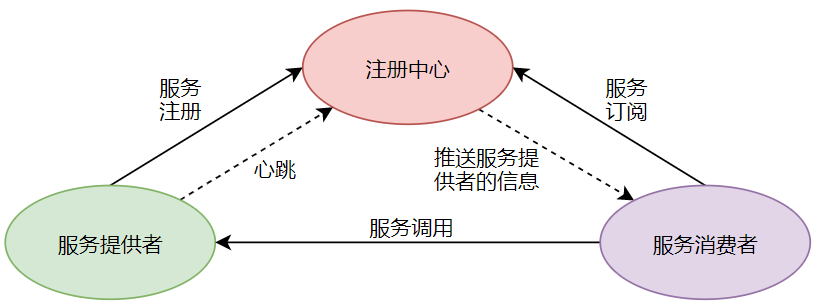 注册中心
服务
注册
服务
订阅
心跳
推送服务提
供者的信息
服务调用
服务提供者
服务消费者